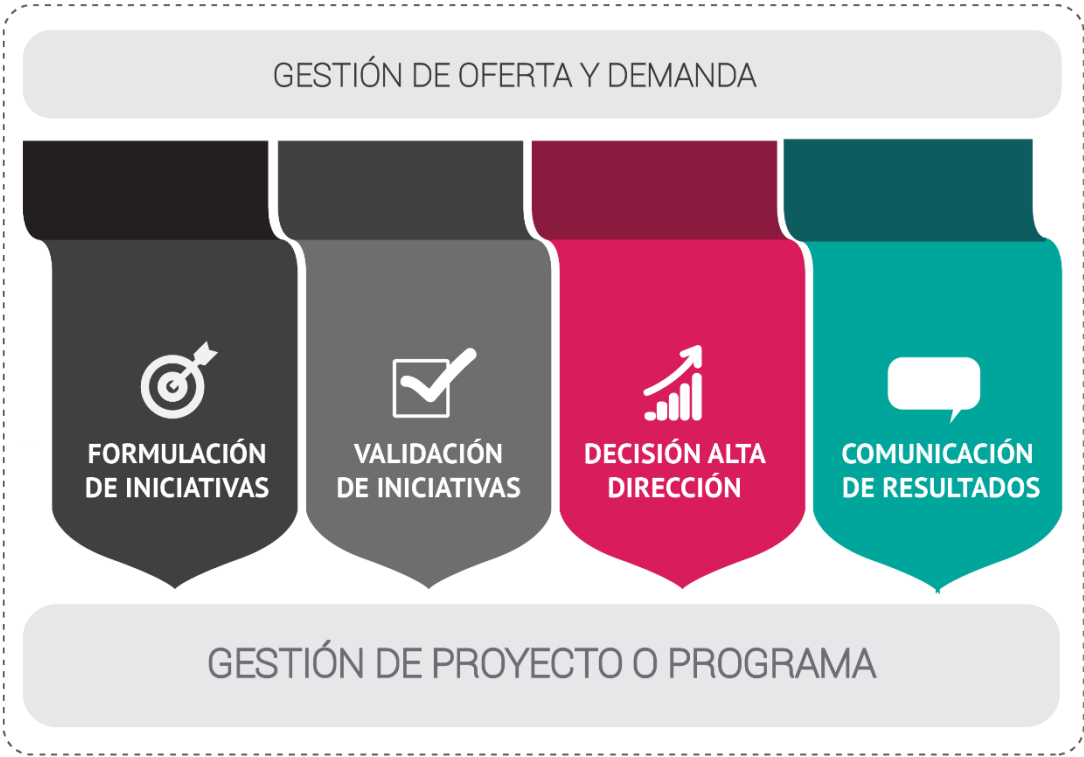 GESTIÓN DE OFERTA Y DEMANDA
FORMULACIÓN
DE INICIATIVAS
VALIDACIÓN
DE INICIATIVAS
DECISIÓN ALTA
DIRECCIÓN
COMUNICACIÓN
DE RESULTADOS
GESTIÓN DE PROYECTO O PROGRAMA